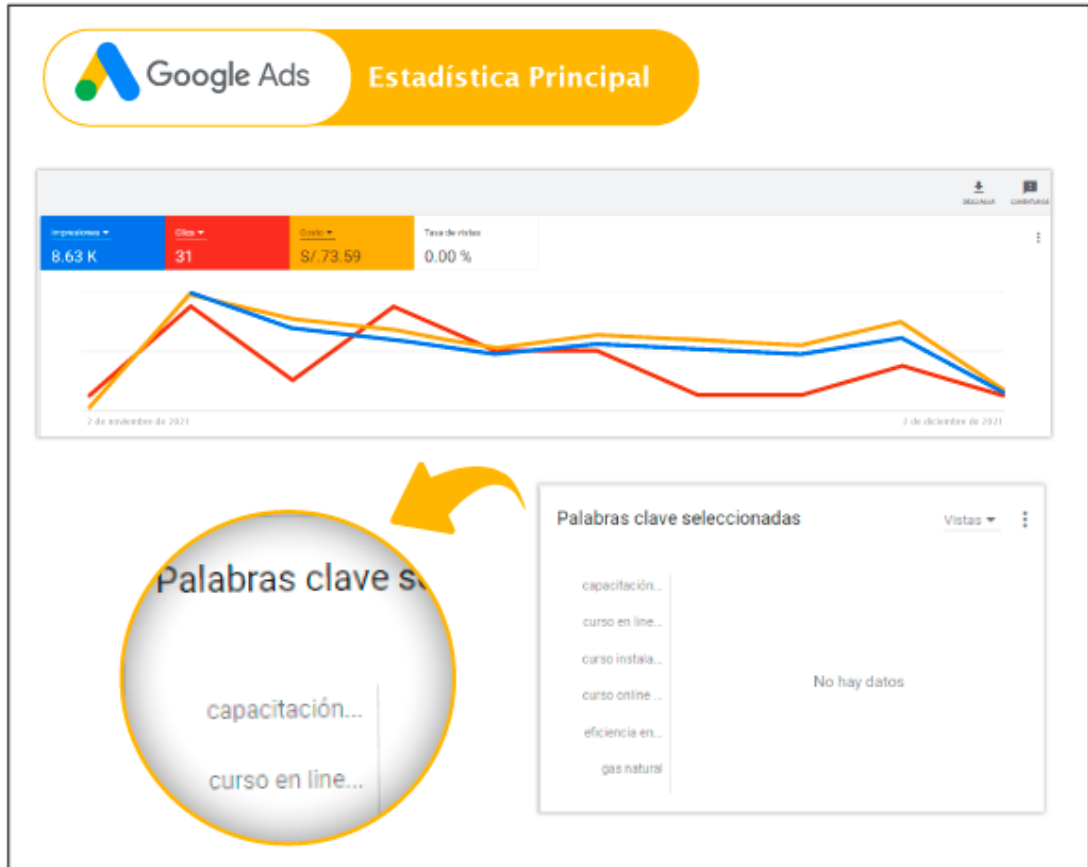 Google Ads
Estadística Principal
DESCARGAR
COMENTARIOS
Impresiones
Clics
Costo
Tasa de vistas
8.63 K
31
S/.73.59
0.00 %
2 de noviembre de 2021
2 de diciembre de 2021
Palabras clave seleccionadas
Vistas
capacitación...
curso en line...
curso instala...
curso online ...
eficiencia en...
gas natural
No hay datos
Palabras clave s
capacitación...
curso en line...